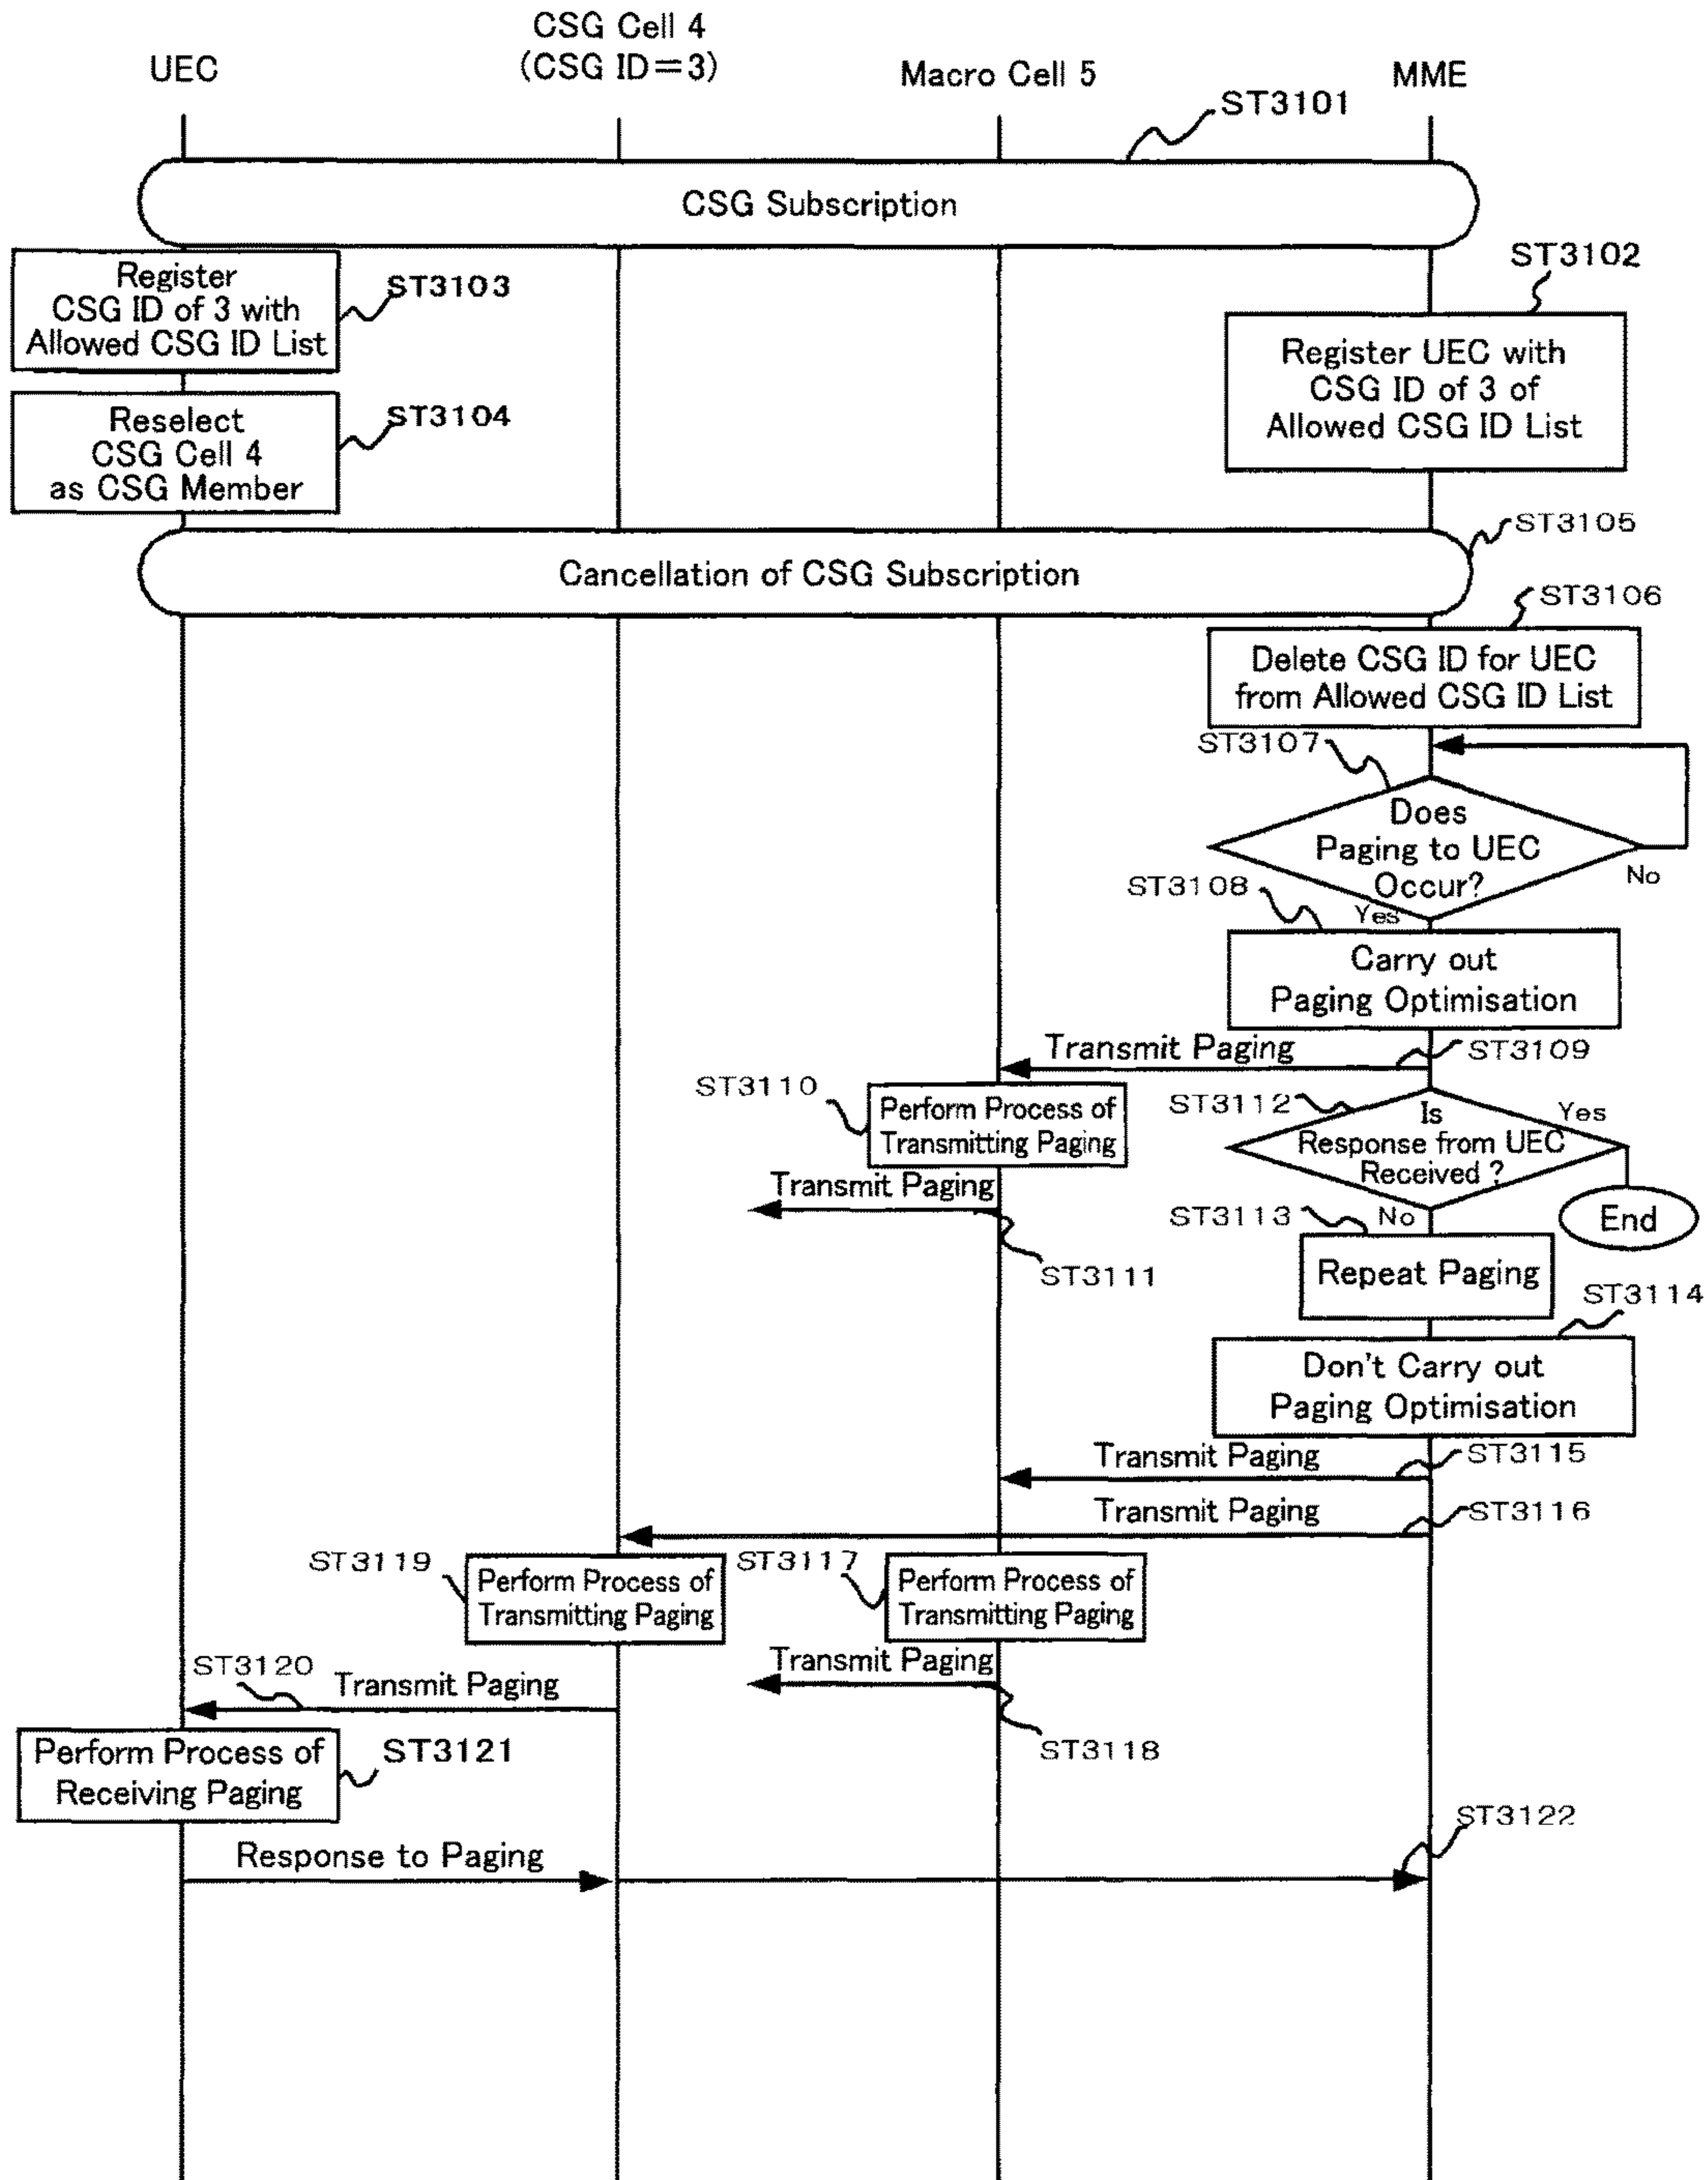 CSG Cell 4
(CSG ID=3)
UEC
Macro Cell 5
MME
ST3101
CSG Subscription
ST3102
Register
CSG ID of 3 with
Allowed CSG ID List
ST3103
Register UEC with
CSG ID of 3 of
Allowed CSG ID List
Reselect
CSG Cell 4
as CSG Member
ST3104
ST3105
Cancellation of CSG Subscription
ST3106
Delete CSG ID for UEC
from Allowed CSG ID List
ST3107
Does
Paging to UEC
Occur?
No
Yes
ST3108
Carry out
Paging Optimisation
Transmit Paging
ST3109
ST3110
Perform Process of
Transmitting Paging
ST3112
Is
Response from UEC
Received ?
Yes
End
No
Transmit Paging
ST3111
ST3113
Repeat Paging
ST3114
Don't Carry out
Paging Optimisation
Transmit Paging
ST3115
Transmit Paging
ST3116
ST3119
Perform Process of
Transmitting Paging
ST3117
Perform Process of
Transmitting Paging
Transmit Paging
ST3118
ST3120
Transmit Paging
Perform Process of
Receiving Paging
ST3121
ST3122
Response to Paging